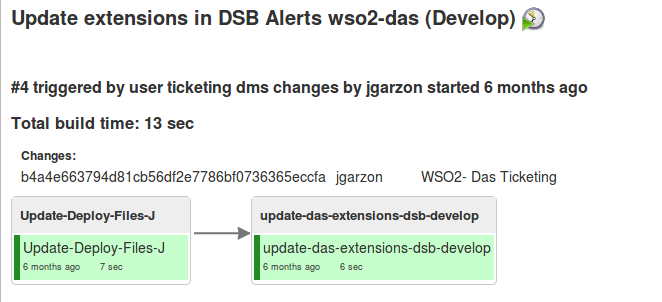 Update extensions in DSB Alerts wso2-das (Develop)
#4 triggered by user ticketing dms changes by jgarzon started 6 months ago
Total build time: 13 sec
Changes:
b4a4e663794d81cb56df2e7786bf0736365eccfa jgarzon WSO2- Das Ticketing
Update-Deploy-Files-J
Update-Deploy-Files-J
6 months ago 7 sec
update-das-extensions-dsb-develop
update-das-extensions-dsb-develop
6 months ago 6 sec